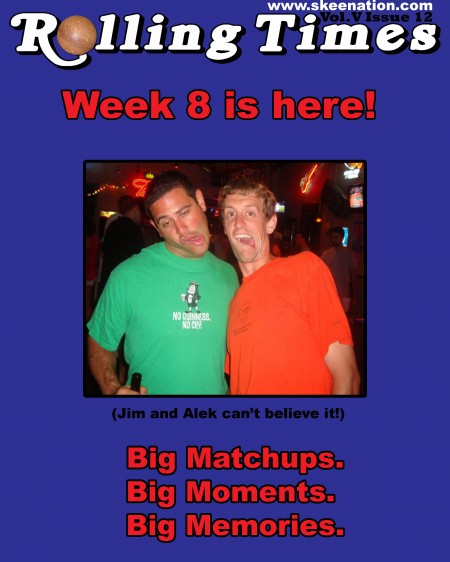 www.skeenation.com
Vol.V Issue 12
Rolling Times
Week 8 is here!
NO GUINNESS.
NO CRY.
(Jim and Alek can't believe it!)
Big Matchups.
Big Moments.
Big Memories.